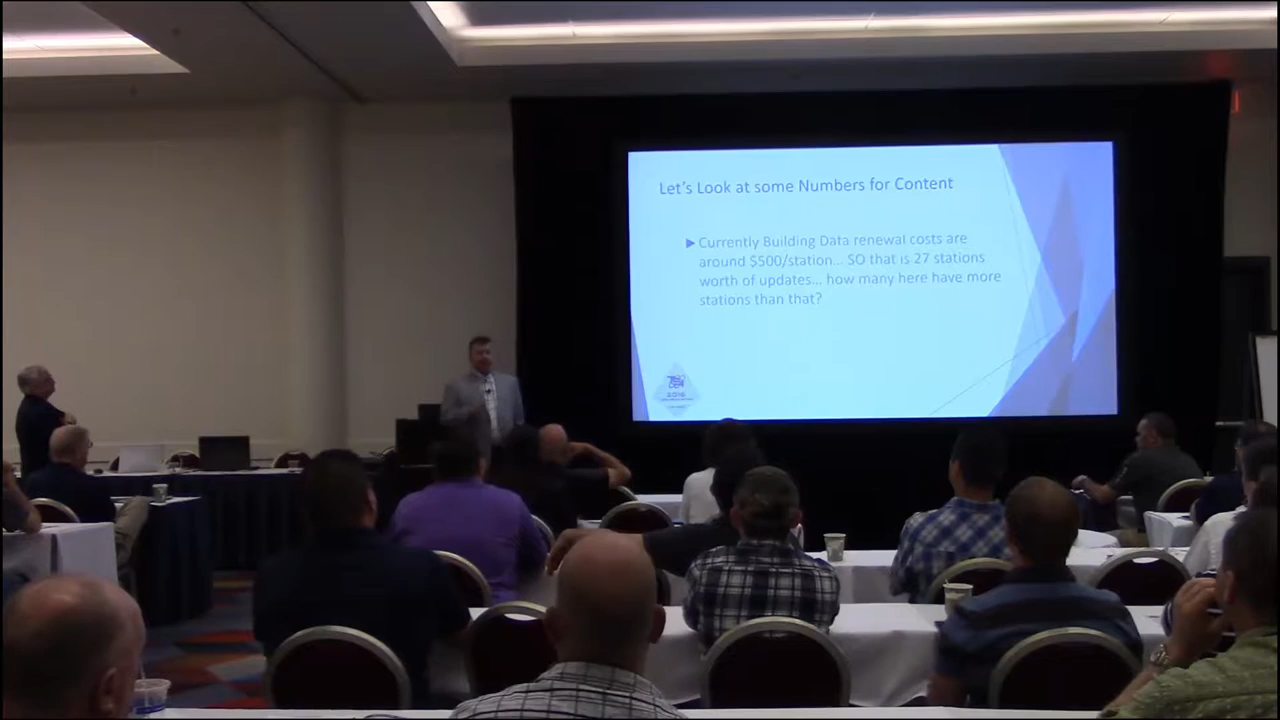 Let's Look at some Numbers for Content
▶ Currently Building Data renewal costs are
around $500/station... SO that is 27 stations
worth of updates... how many here have more
stations than that?
2016